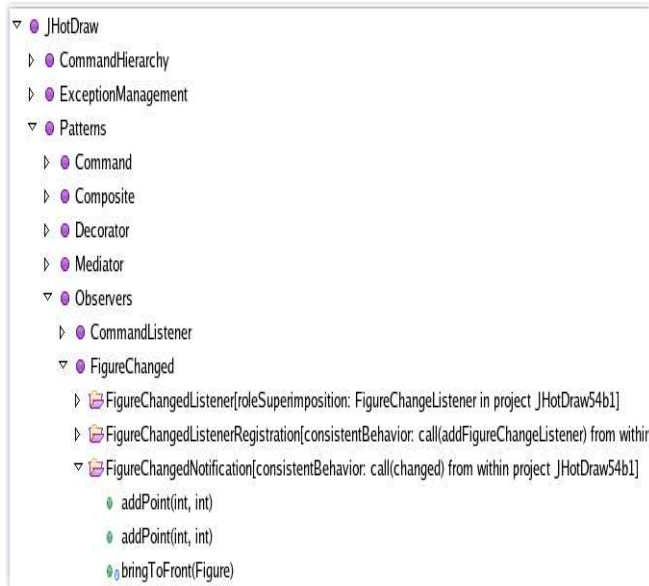 JHotDraw
CommandHierarchy
ExceptionManagement
Patterns
Command
Composite
Decorator
Mediator
Observers
CommandListener
FigureChanged
FigureChangedListener[roleSuperimposition: FigureChangeListener in project JHotDraw54b1]
FigureChangedListenerRegistration[consistentBehavior: call(addFigureChangeListener) from within
FigureChangedNotification[consistentBehavior: call(changed) from within project JHotDraw54b1]
addPoint(int, int)
addPoint(int, int)
bringToFront(Figure)